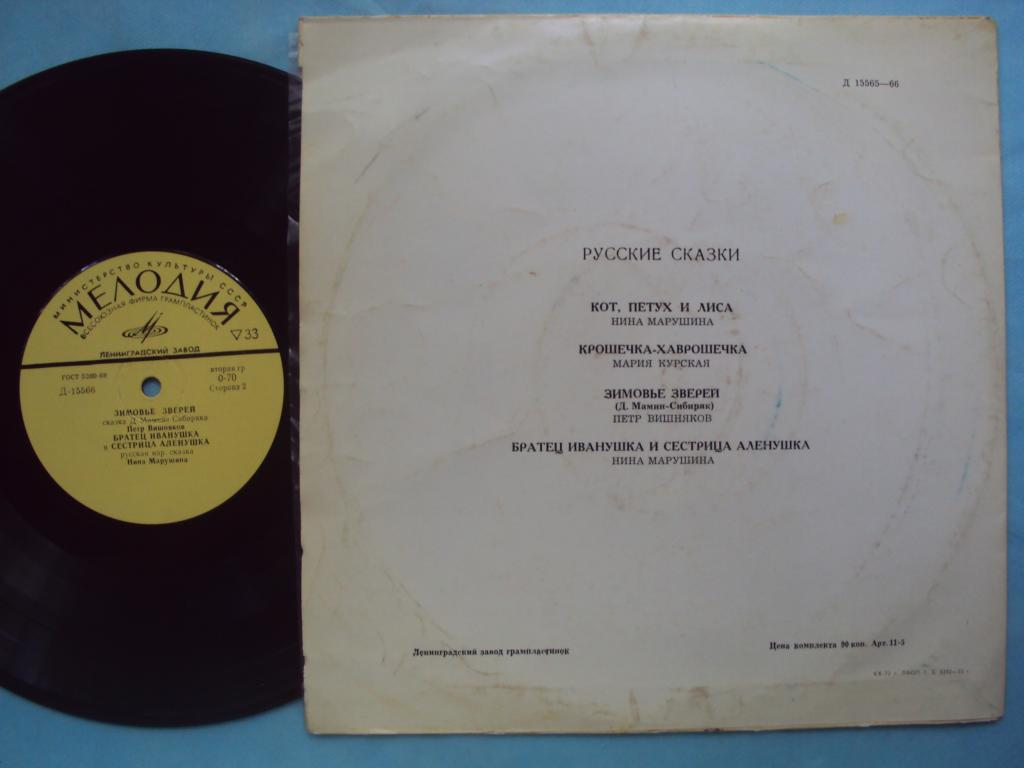 МИНИСТЕРСТВО КУЛЬТУРЫ СССР
МЕЛОДИЯ
ВСЕСОЮЗНАЯ ФИРМА ГРАМПЛАСТИНОК
33
ЛЕНИНГРАДСКИЙ ЗАВОД
ГОСТ 5289-68
Д-15566
вторая гр
0-70
Сторона 2
ЗИМОВЬЕ ЗВЕРЕЙ
сказка Д. Мамина-Сибиряка
Петр Вишняков
БРАТЕЦ ИВАНУШКА
и СЕСТРИЦА АЛЕНУШКА
русская нар. сказка
Нина Марушина
Д 15565—66
РУССКИЕ СКАЗКИ
КОТ, ПЕТУХ И ЛИСА
НИНА МАРУШИНА
КРОШЕЧКА-ХАВРОШЕЧКА
МАРИЯ КУРСКАЯ
ЗИМОВЬЕ ЗВЕРЕЙ
(Д. Мамин-Сибиряк)
ПЕТР ВИШНЯКОВ
БРАТЕЦ ИВАНУШКА И СЕСТРИЦА АЛЕНУШКА
НИНА МАРУШИНА
Ленинградский завод грампластинок
Цена комплекта 90 коп. Арт. 11-5